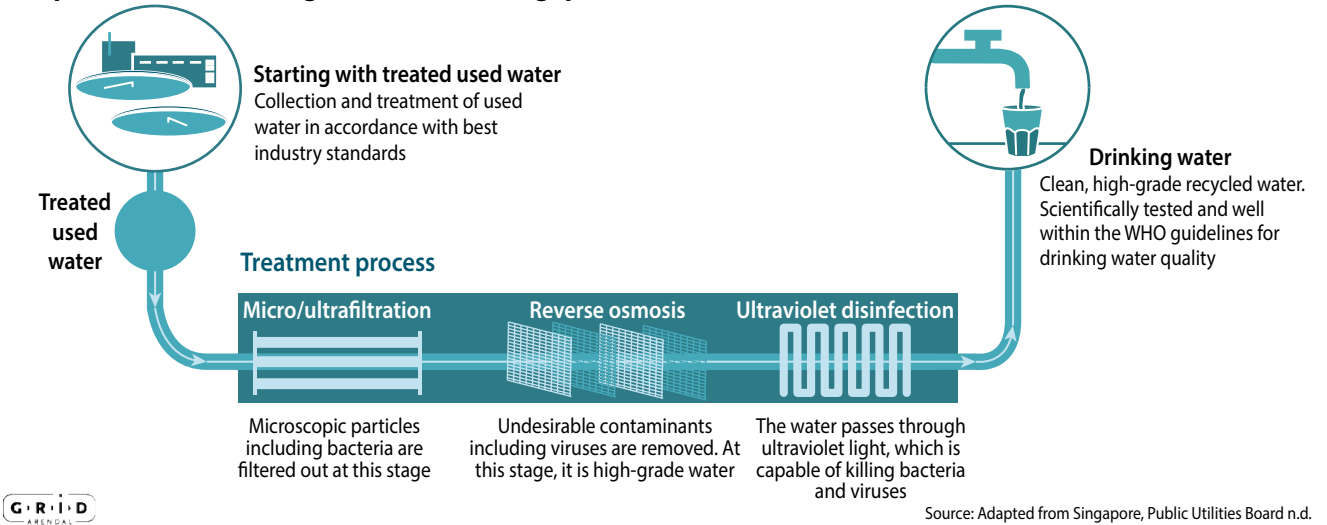 Starting with treated used water
Collection and treatment of used
water in accordance with best
industry standards
Treated
used
water
Drinking water
Clean, high-grade recycled water.
Scientifically tested and well
within the WHO guidelines for
drinking water quality
Treatment process
Micro/ultrafiltration
Microscopic particles
including bacteria are
filtered out at this stage
Reverse osmosis
Undesirable contaminants
including viruses are removed. At
this stage, it is high-grade water
Ultraviolet disinfection
The water passes through
ultraviolet light, which is
capable of killing bacteria
and viruses
G·R·I·D
ARENDAL
Source: Adapted from Singapore, Public Utilities Board n.d.